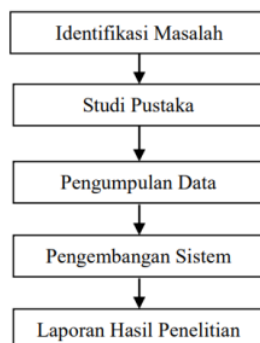 Identifikasi Masalah
Studi Pustaka
Pengumpulan Data
Pengembangan Sistem
Laporan Hasil Penelitian